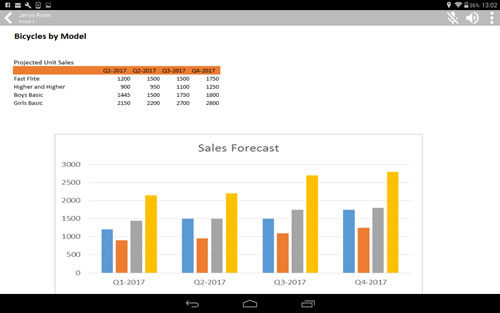 36% 13:02
Jerry's Room
Bicycles by Model
Projected Unit Sales
Q1-2017 Q2-2017 Q3-2017 Q4-2017
Fast Flite 1200 1500 1500 1750
Higher and Higher 900 950 1100 1250
Boys Basic 1445 1500 1750 1800
Girls Basic 2150 2200 2700 2800
Sales Forecast
3000
2500
2000
1500
1000
500
0
Q1-2017 Q2-2017 Q3-2017 Q4-2017